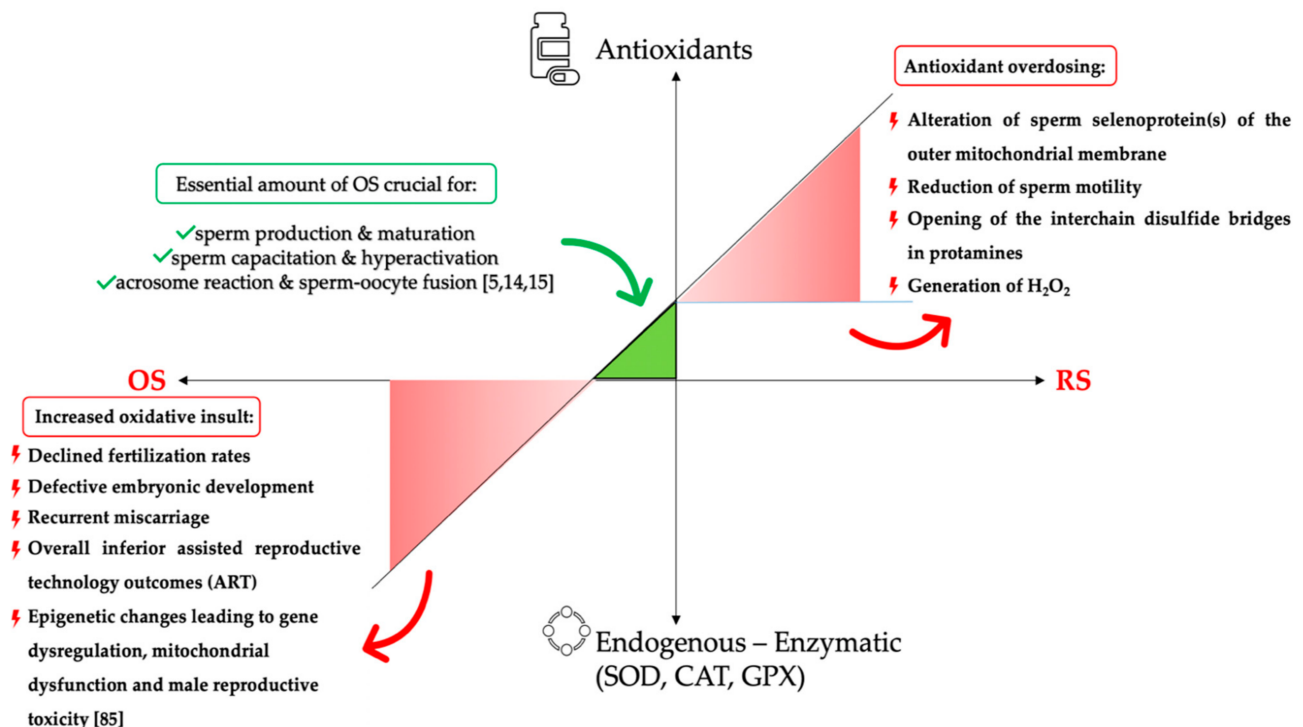 Antioxidants
Antioxidant overdosing:
Alteration of sperm selenoprotein(s) of the
outer mitochondrial membrane
Reduction of sperm motility
Opening of the interchain disulfide bridges
in protamines
Generation of H₂O₂
Essential amount of OS crucial for:
sperm production & maturation
sperm capacitation & hyperactivation
acrosome reaction & sperm-oocyte fusion [5,14,15]
OS
RS
Increased oxidative insult:
Declined fertilization rates
Defective embryonic development
Recurrent miscarriage
Overall inferior assisted reproductive
technology outcomes (ART)
Epigenetic changes leading to gene
dysregulation, mitochondrial
dysfunction and male reproductive
toxicity [85]
Endogenous – Enzymatic
(SOD, CAT, GPX)